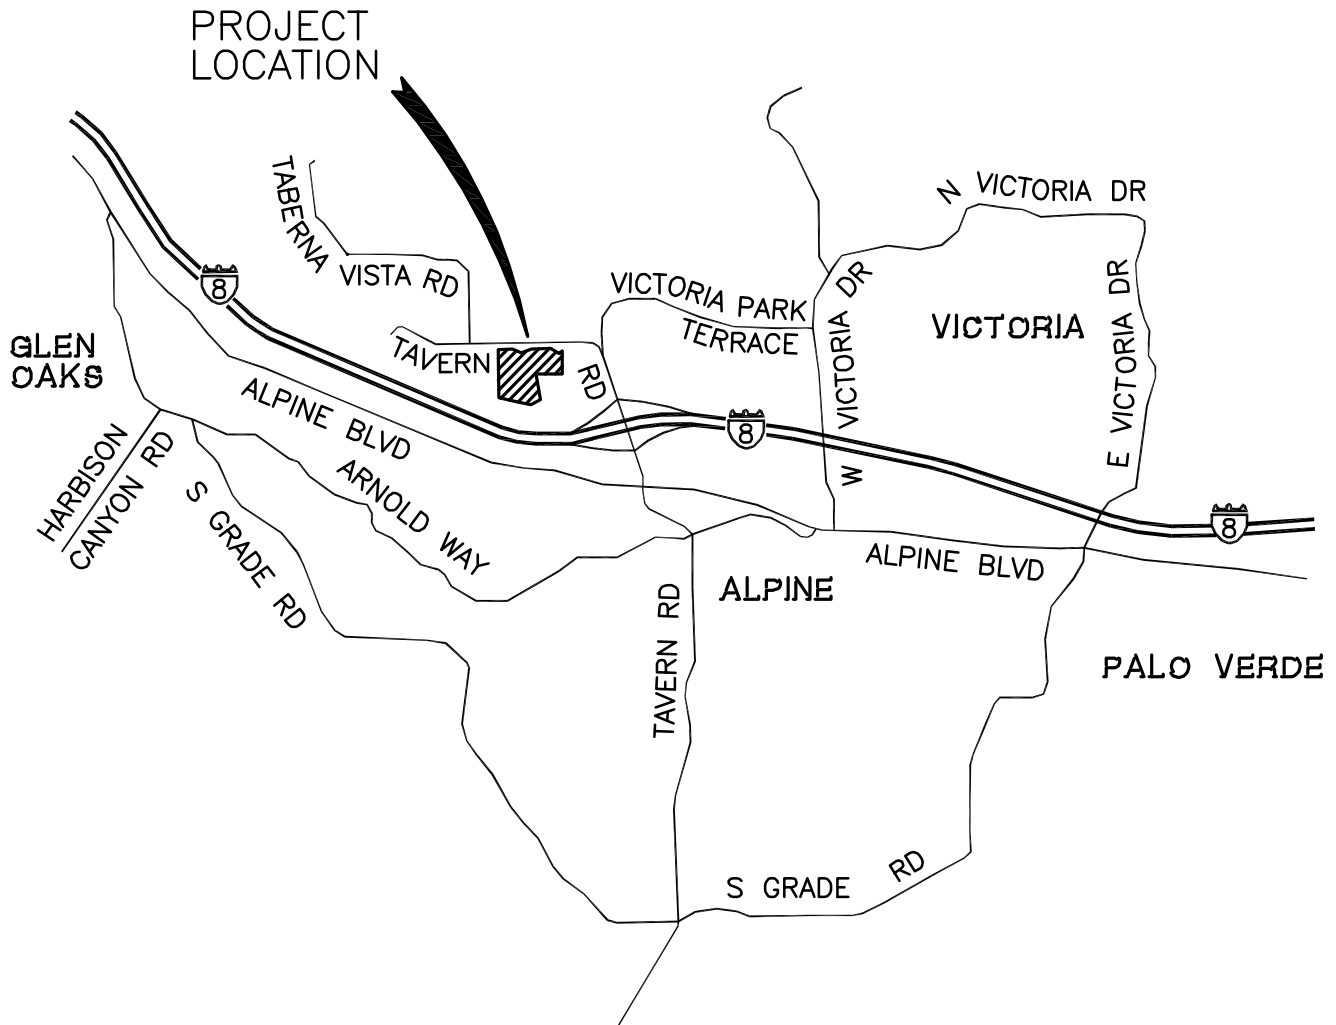 PROJECT
LOCATION
TABERNA
VISTA RD
N VICTORIA DR
8
VICTORIA PARK
TERRACE
W VICTORIA DR
VICTORIA
E VICTORIA DR
GLEN
OAKS
TAVERN RD
ALPINE BLVD
8
HARBISON
CANYON RD
ARNOLD WAY
S GRADE RD
8
ALPINE BLVD
ALPINE
TAVERN RD
PALO VERDE
S GRADE RD